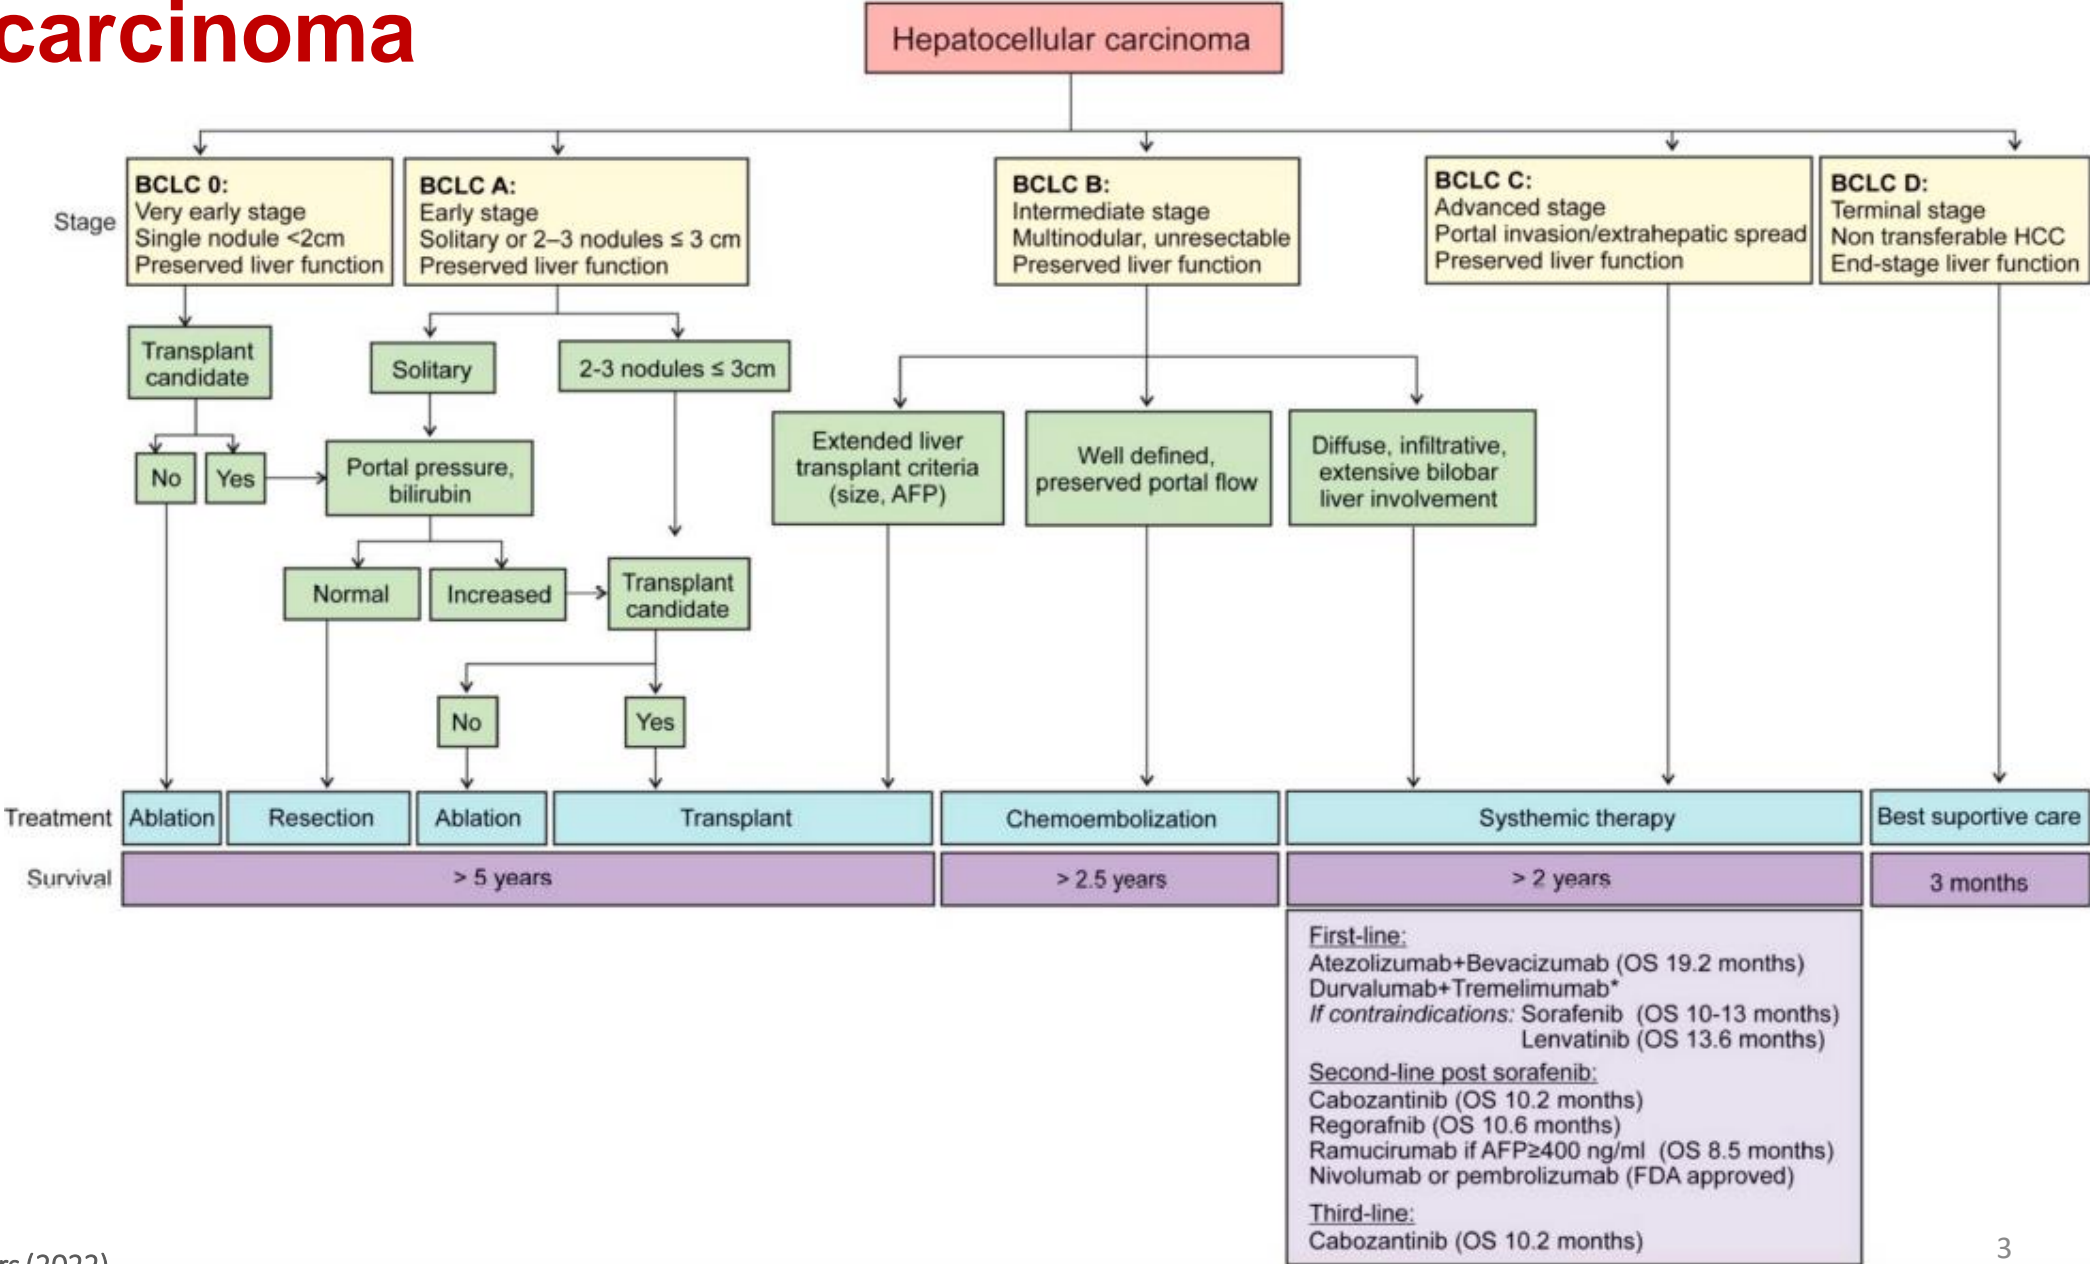 carcinoma
Hepatocellular carcinoma
Stage
BCLC 0:
Very early stage
Single nodule <2cm
Preserved liver function
BCLC A:
Early stage
Solitary or 2–3 nodules ≤ 3 cm
Preserved liver function
BCLC B:
Intermediate stage
Multinodular, unresectable
Preserved liver function
BCLC C:
Advanced stage
Portal invasion/extrahepatic spread
Preserved liver function
BCLC D:
Terminal stage
Non transferable HCC
End-stage liver function
Transplant
candidate
Solitary
2-3 nodules ≤ 3cm
No
Yes
Portal pressure,
bilirubin
Extended liver
transplant criteria
(size, AFP)
Well defined,
preserved portal flow
Diffuse, infiltrative,
extensive bilobar
liver involvement
Normal
Increased
Transplant
candidate
No
Yes
Treatment
Ablation
Resection
Ablation
Transplant
Chemoembolization
Systhemic therapy
Best suportive care
Survival
> 5 years
> 2.5 years
> 2 years
3 months
First-line:
Atezolizumab+Bevacizumab (OS 19.2 months)
Durvalumab+Tremelimumab*
If contraindications: Sorafenib (OS 10-13 months)
Lenvatinib (OS 13.6 months)
Second-line post sorafenib:
Cabozantinib (OS 10.2 months)
Regorafnib (OS 10.6 months)
Ramucirumab if AFP≥400 ng/ml (OS 8.5 months)
Nivolumab or pembrolizumab (FDA approved)
Third-line:
Cabozantinib (OS 10.2 months)
(2022)
3